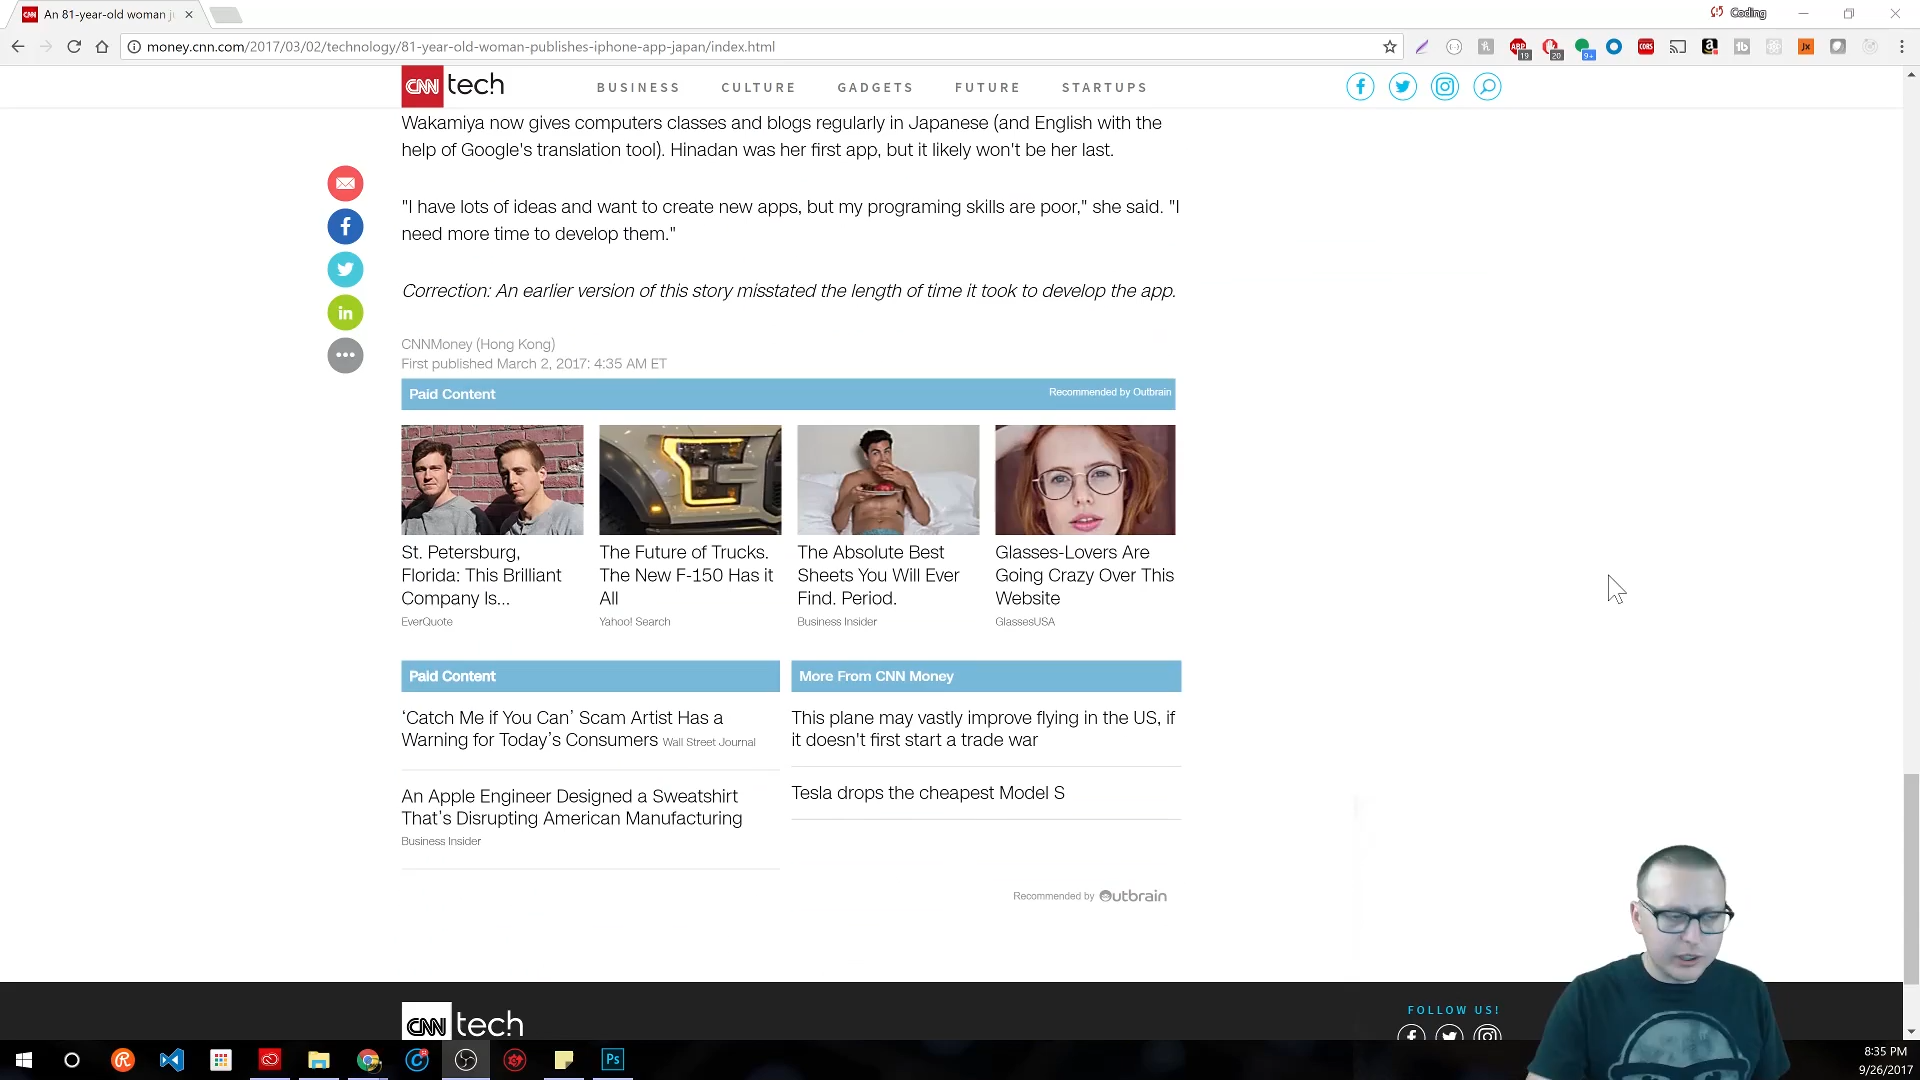 CNN An 81-year-old woman j
Coding
money.cnn.com/2017/03/02/technology/81-year-old-woman-publishes-iphone-app-japan/index.html
ABP 19 20 9+ CORS a tb JX
CNN tech BUSINESS CULTURE GADGETS FUTURE STARTUPS
Wakamiya now gives computers classes and blogs regularly in Japanese (and English with the
help of Google's translation tool). Hinadan was her first app, but it likely won't be her last.
"I have lots of ideas and want to create new apps, but my programing skills are poor," she said. "I
need more time to develop them."
Correction: An earlier version of this story misstated the length of time it took to develop the app.
CNNMoney (Hong Kong)
First published March 2, 2017: 4:35 AM ET
Paid Content Recommended by Outbrain
St. Petersburg,
Florida: This Brilliant
Company Is...
EverQuote
The Future of Trucks.
The New F-150 Has it
All
Yahoo! Search
The Absolute Best
Sheets You Will Ever
Find. Period.
Business Insider
Glasses-Lovers Are
Going Crazy Over This
Website
GlassesUSA
Paid Content
‘Catch Me if You Can’ Scam Artist Has a
Warning for Today’s Consumers Wall Street Journal
An Apple Engineer Designed a Sweatshirt
That’s Disrupting American Manufacturing
Business Insider
More From CNN Money
This plane may vastly improve flying in the US, if
it doesn't first start a trade war
Tesla drops the cheapest Model S
Recommended by Outbrain
CNN tech
FOLLOW US!
Ps
8:35 PM
9/26/2017